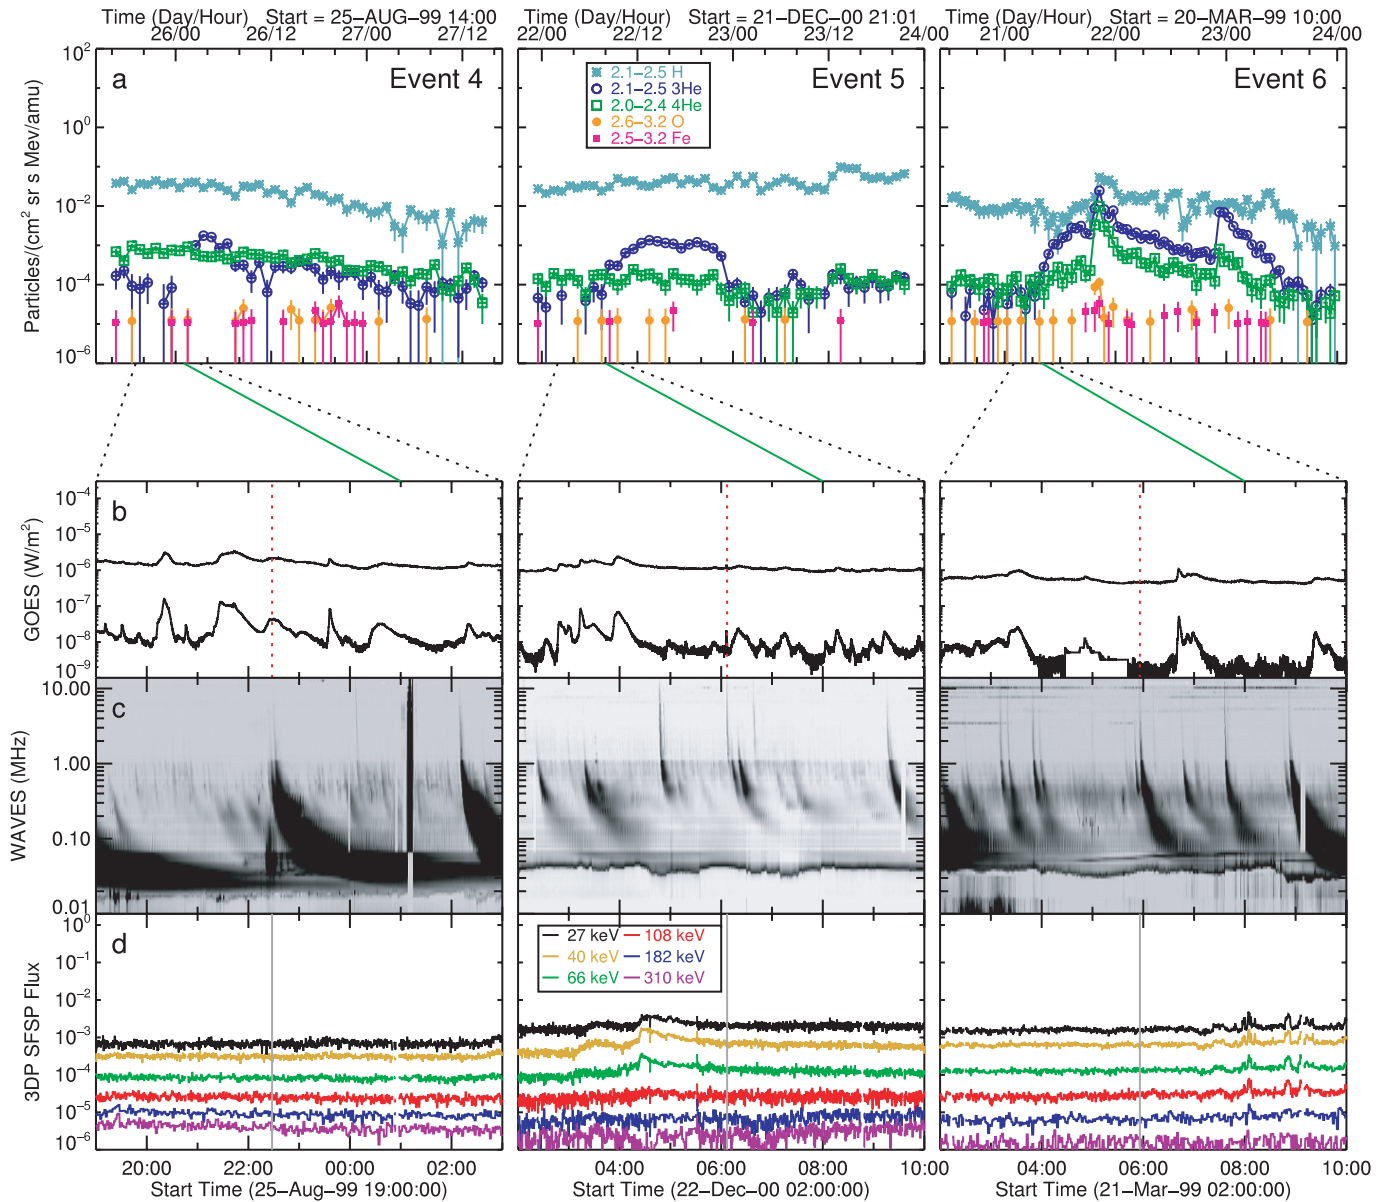 Time (Day/Hour) Start = 25-AUG-99 14:00
Time (Day/Hour) Start = 21-DEC-00 21:01
Time (Day/Hour) Start = 20-MAR-99 10:00
26/00 26/12 27/00 27/12
22/00 22/12 23/00 23/12 24/00
21/00 22/00 23/00 24/00
Particles/(cm² sr s Mev/amu)
10² 10⁰ 10⁻² 10⁻⁴ 10⁻⁶
a
Event 4
Event 5
Event 6
2.1-2.5 H
2.1-2.5 3He
2.0-2.4 4He
2.6-3.2 O
2.5-3.2 Fe
b
GOES (W/m²)
10⁻⁴ 10⁻⁵ 10⁻⁶ 10⁻⁷ 10⁻⁸ 10⁻⁹
c
WAVES (MHz)
10.00 1.00 0.10 0.01
d
3DP SFSP Flux
10⁰ 10⁻¹ 10⁻² 10⁻³ 10⁻⁴ 10⁻⁵ 10⁻⁶
27 keV 108 keV
40 keV 182 keV
66 keV 310 keV
20:00 22:00 00:00 02:00
04:00 06:00 08:00 10:00
04:00 06:00 08:00 10:00
Start Time (25-Aug-99 19:00:00)
Start Time (22-Dec-00 02:00:00)
Start Time (21-Mar-99 02:00:00)